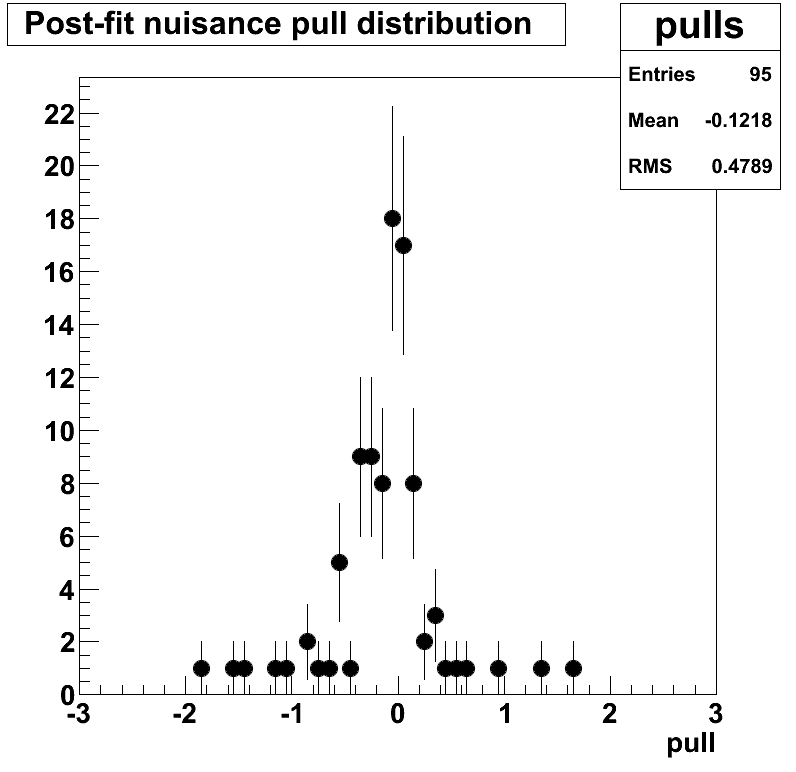 Post-fit nuisance pull distribution
pulls
Entries 95
Mean -0.1218
RMS 0.4789
22
20
18
16
14
12
10
8
6
4
2
0
-3 -2 -1 0 1 2 3
pull